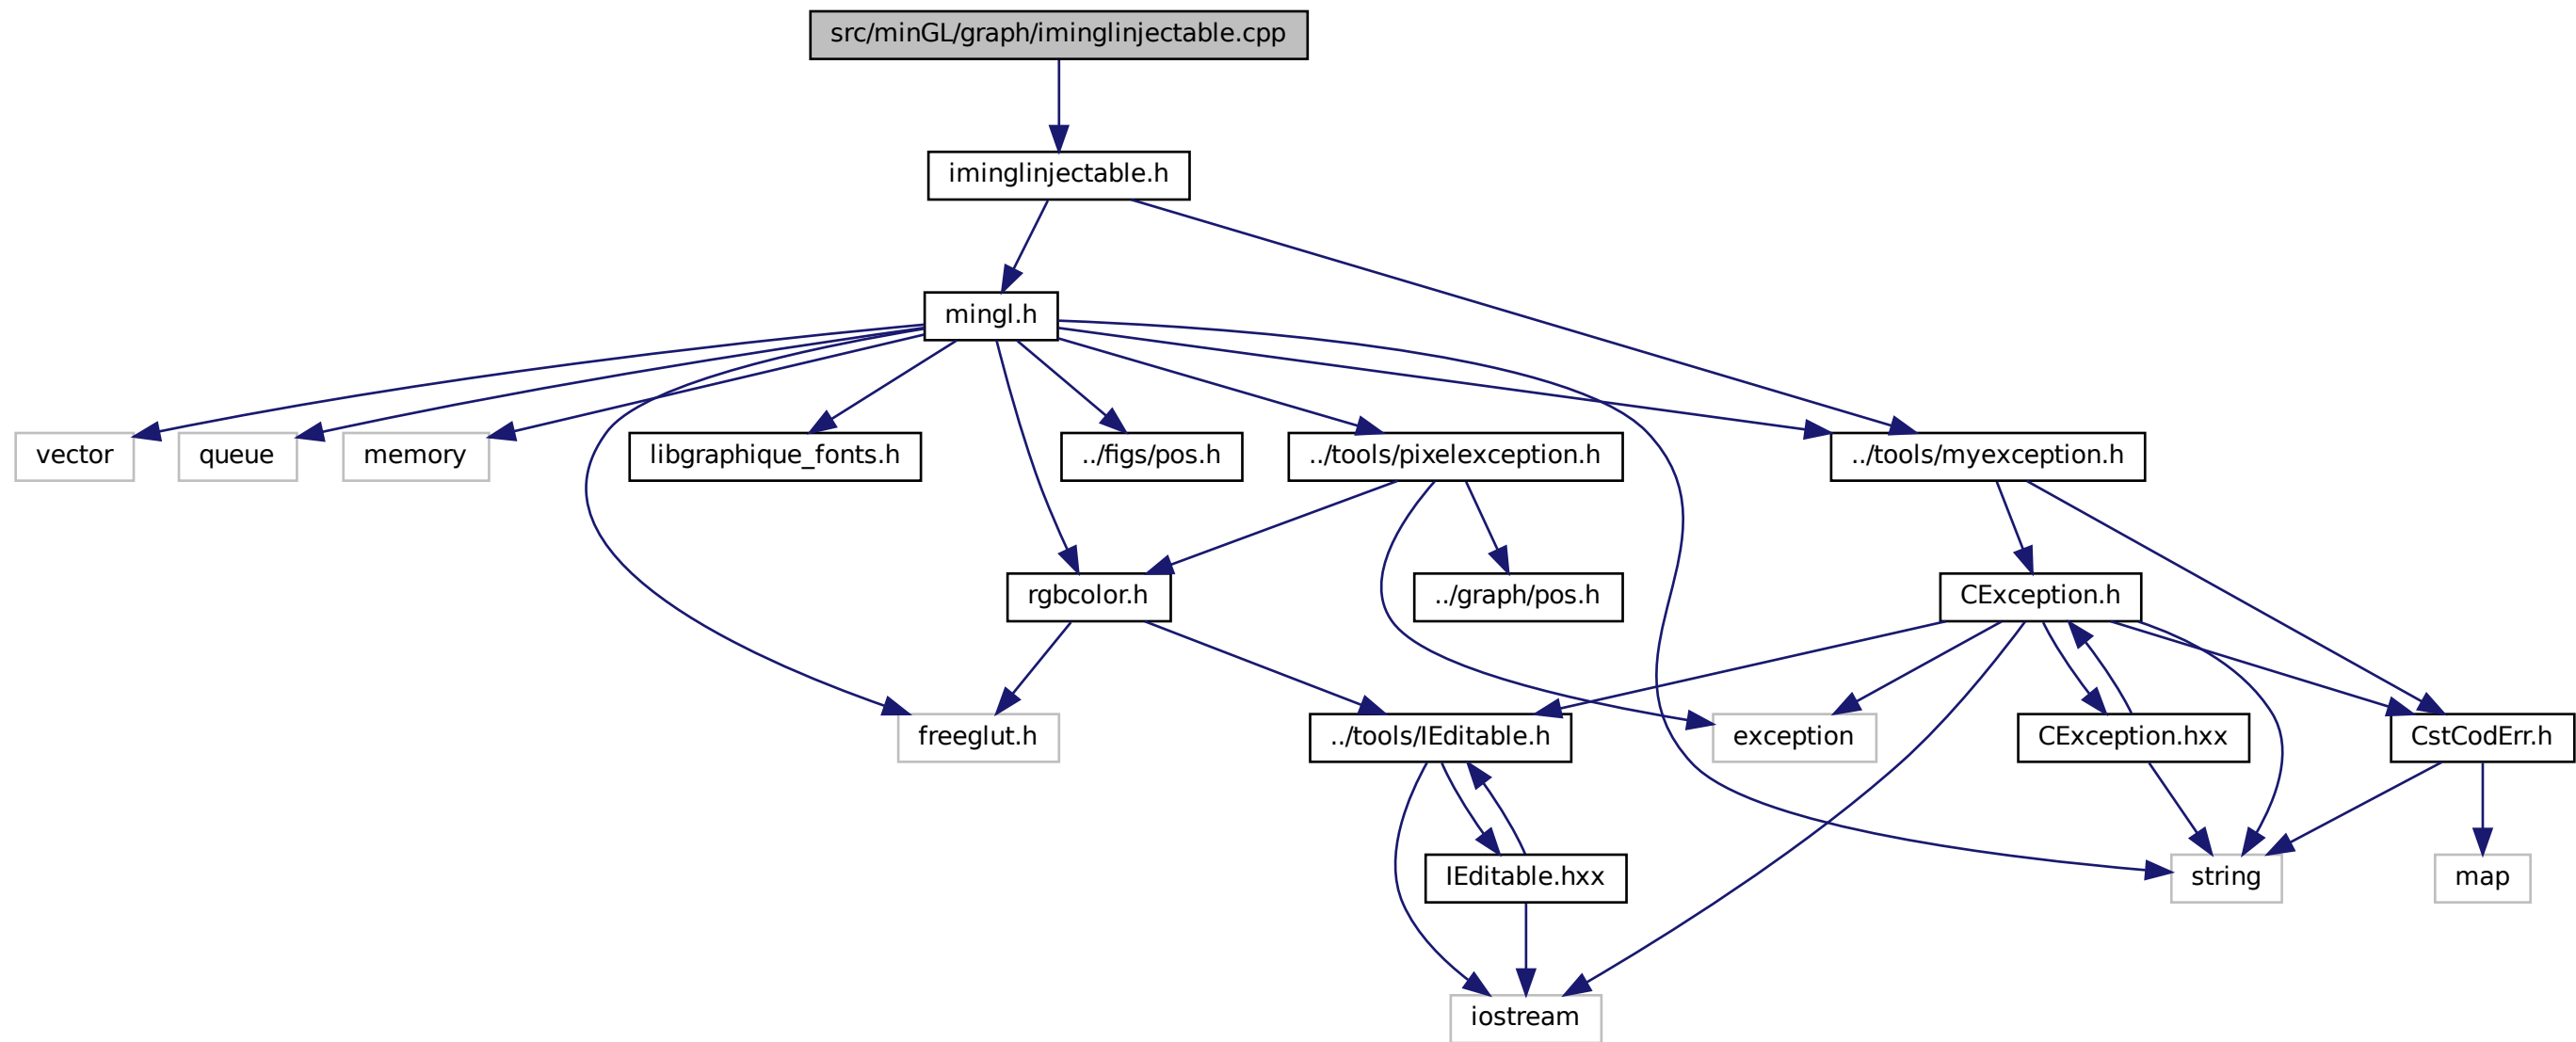 src/minGL/graph/iminglinjectable.cpp
iminglinjectable.h
mingl.h
vector
queue
memory
libgraphique_fonts.h
../figs/pos.h
../tools/pixelexception.h
../tools/myexception.h
rgbcolor.h
../graph/pos.h
CException.h
freeglut.h
../tools/IEditable.h
exception
CException.hxx
CstCodErr.h
IEditable.hxx
string
map
iostream